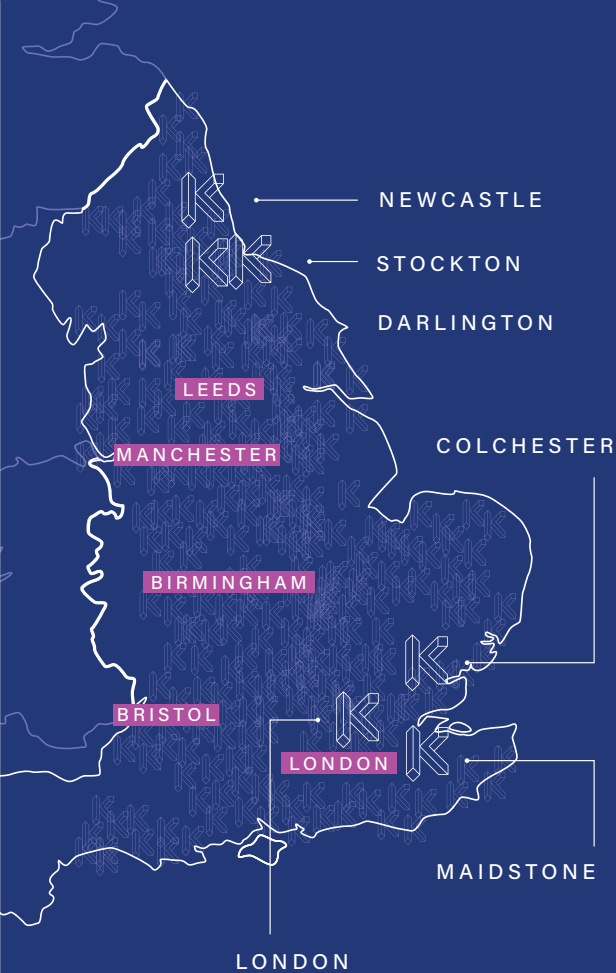 NEWCASTLE
STOCKTON
DARLINGTON
LEEDS
COLCHESTER
MANCHESTER
BIRMINGHAM
BRISTOL
LONDON
MAIDSTONE
LONDON